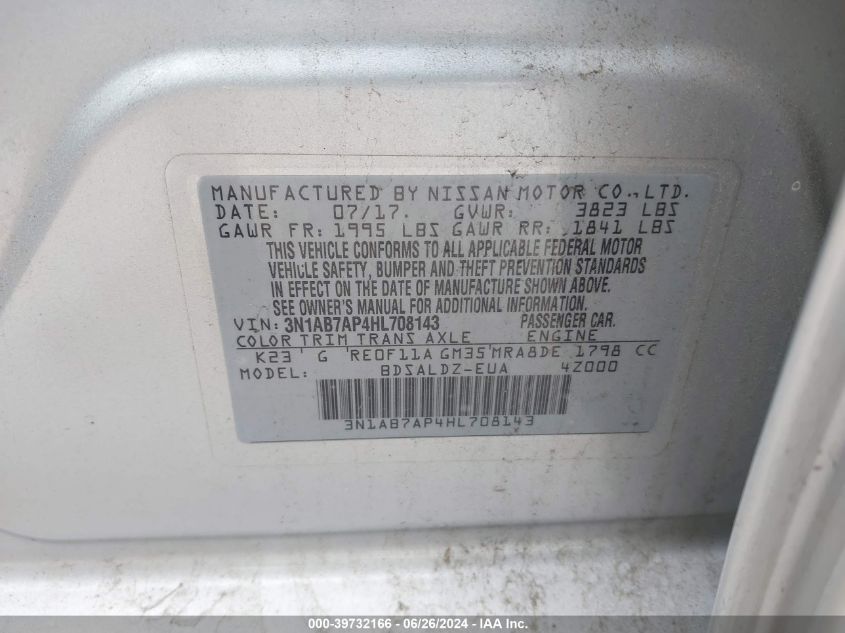 MANUFACTURED BY NISSAN MOTOR CO., LTD.
DATE: 07/17. GVWR: 3823 LBS
GAWR FR: 1995 LBS GAWR RR: 1841 LBS
THIS VEHICLE CONFORMS TO ALL APPLICABLE FEDERAL MOTOR
VEHICLE SAFETY, BUMPER AND THEFT PREVENTION STANDARDS
IN EFFECT ON THE DATE OF MANUFACTURE SHOWN ABOVE.
SEE OWNER'S MANUAL FOR ADDITIONAL INFORMATION.
VIN: 3N1AB7AP4HL708143 PASSENGER CAR.
COLOR TRIM TRANS AXLE ENGINE
K23 G RE0F11A GM35 MRA8DE 1798 CC
MODEL: BDSALDZ-EUA 4Z000
3N1AB7AP4HL708143
000-39732166 - 06/26/2024 - IAA Inc.